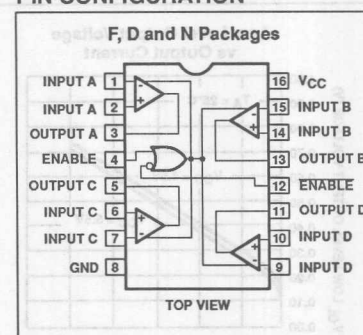 PIN CONFIGURATION
F, D and N Packages
INPUT A 1
INPUT A 2
OUTPUT A 3
ENABLE 4
OUTPUT C 5
INPUT C 6
INPUT C 7
GND 8
16 VCC
15 INPUT B
14 INPUT B
13 OUTPUT B
12 ENABLE
11 OUTPUT D
10 INPUT D
9 INPUT D
TOP VIEW